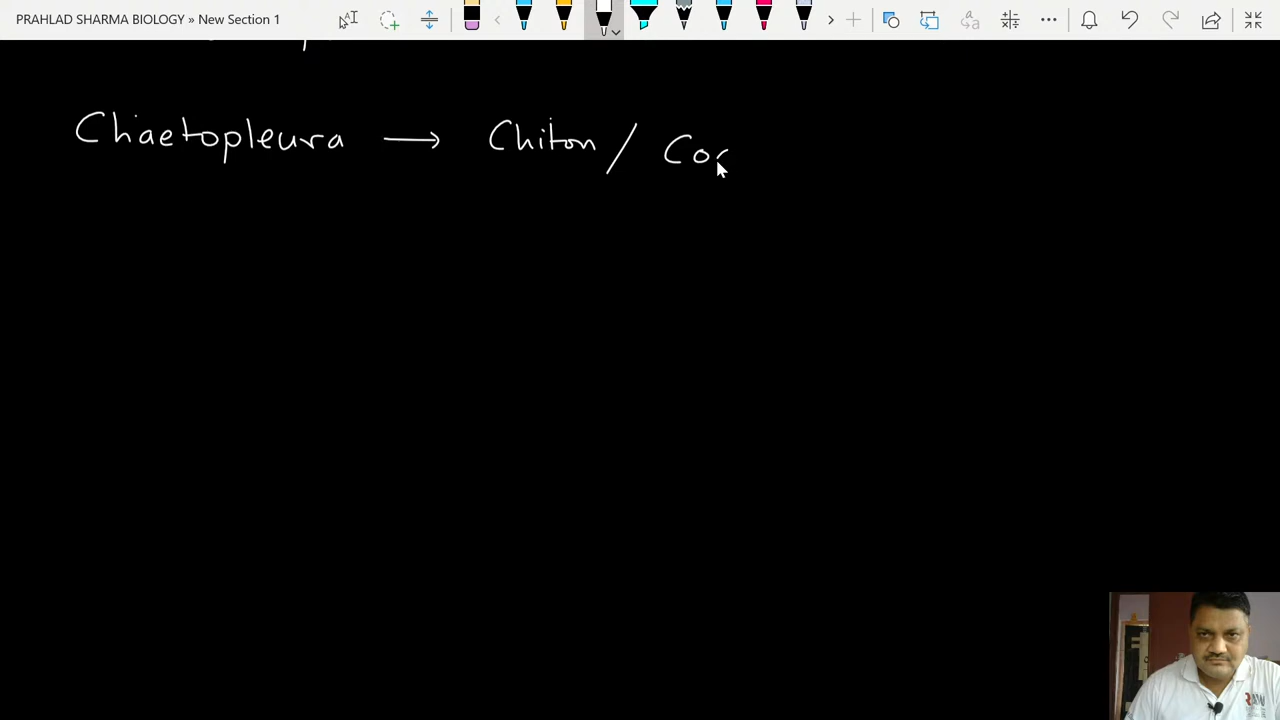 PRAHLAD SHARMA BIOLOGY » New Section 1
Chaetopleura → Chiton / Co